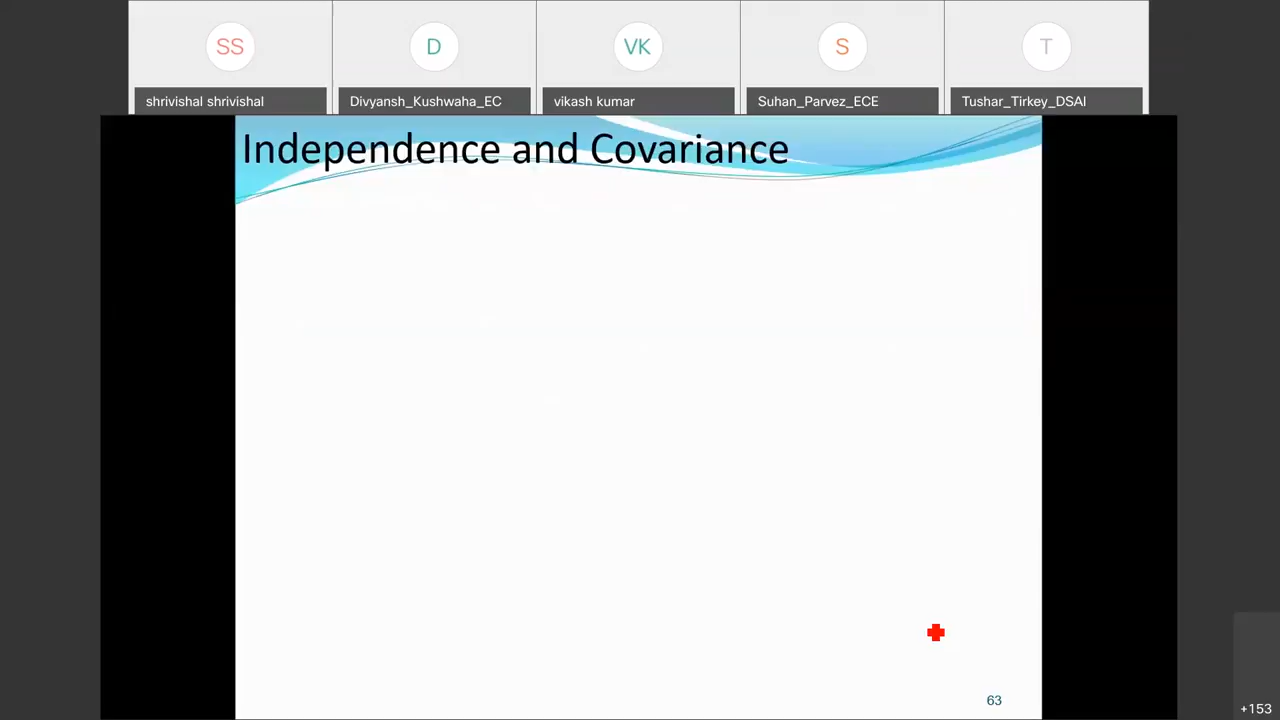 SS
D
VK
S
T
shrivishal shrivishal
Divyansh_Kushwaha_EC
vikash kumar
Suhan_Parvez_ECE
Tushar_Tirkey_DSAI
Independence and Covariance
63
+153